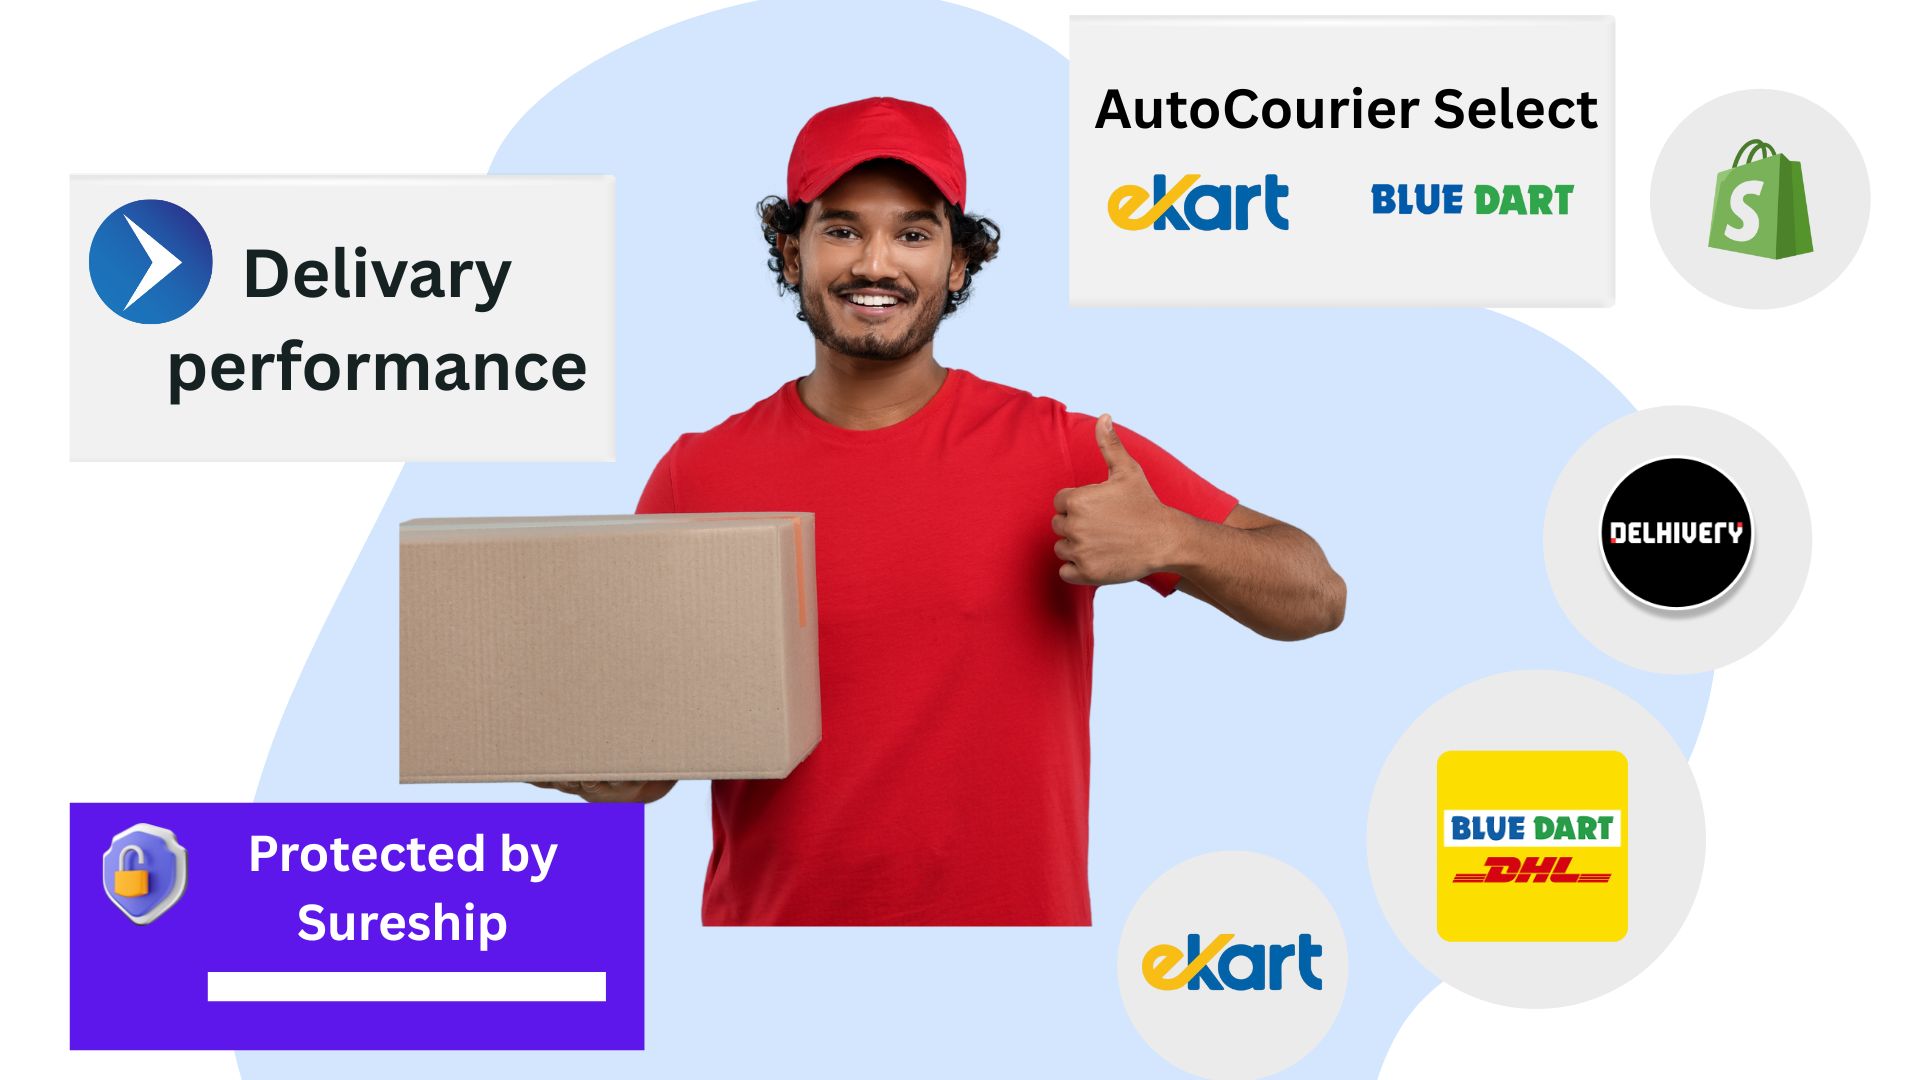 AutoCourier Select
ekart BLUE DART
S
Delivary
performance
DELHIVERY
BLUE DART
DHL
Protected by
Sureship
ekart